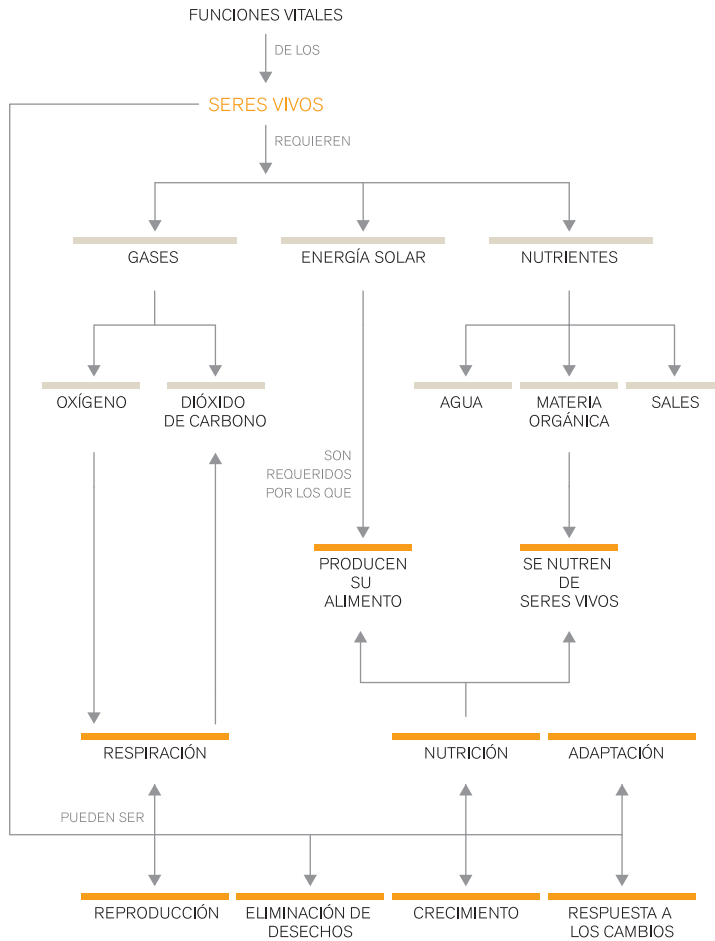 FUNCIONES VITALES
DE LOS
SERES VIVOS
REQUIEREN
GASES
ENERGÍA SOLAR
NUTRIENTES
OXÍGENO
DIÓXIDO
DE CARBONO
AGUA
MATERIA
ORGÁNICA
SALES
SON
REQUERIDOS
POR LOS QUE
PRODUCEN
SU
ALIMENTO
SE NUTREN
DE
SERES VIVOS
RESPIRACIÓN
NUTRICIÓN
ADAPTACIÓN
PUEDEN SER
REPRODUCCIÓN
ELIMINACIÓN DE
DESECHOS
CRECIMIENTO
RESPUESTA A
LOS CAMBIOS